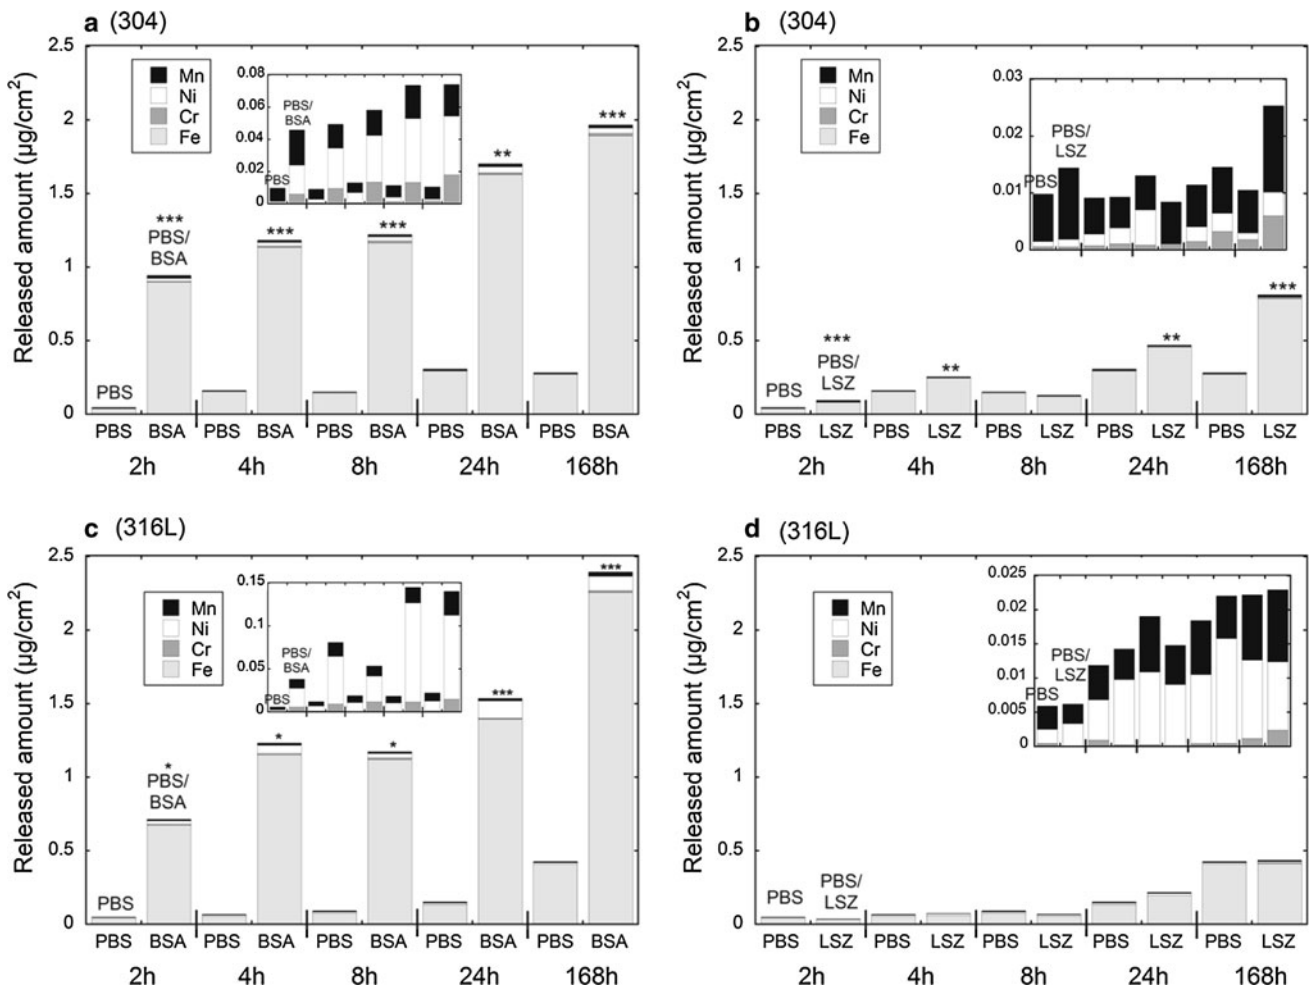 a (304)
Released amount (µg/cm²)
2.5
2
1.5
1
0.5
0
Mn
Ni
Cr
Fe
0.08
0.06
0.04
0.02
0
PBS
PBS/
BSA
***
PBS/
BSA
***
***
**
***
PBS
PBS BSA PBS BSA PBS BSA PBS BSA PBS BSA
2h 4h 8h 24h 168h
b (304)
Released amount (µg/cm²)
2.5
2
1.5
1
0.5
0
Mn
Ni
Cr
Fe
0.03
0.02
0.01
0
PBS
PBS/
LSZ
***
PBS/
LSZ
**
**
***
PBS
PBS LSZ PBS LSZ PBS LSZ PBS LSZ PBS LSZ
2h 4h 8h 24h 168h
c (316L)
Released amount (µg/cm²)
2.5
2
1.5
1
0.5
0
Mn
Ni
Cr
Fe
0.15
0.1
0.05
0
PBS
PBS/
BSA
*
PBS/
BSA
*
*
***
***
PBS
PBS BSA PBS BSA PBS BSA PBS BSA PBS BSA
2h 4h 8h 24h 168h
d (316L)
Released amount (µg/cm²)
2.5
2
1.5
1
0.5
0
Mn
Ni
Cr
Fe
0.025
0.02
0.015
0.01
0.005
0
PBS
PBS/
LSZ
PBS
PBS/
LSZ
PBS LSZ PBS LSZ PBS LSZ PBS LSZ PBS LSZ
2h 4h 8h 24h 168h